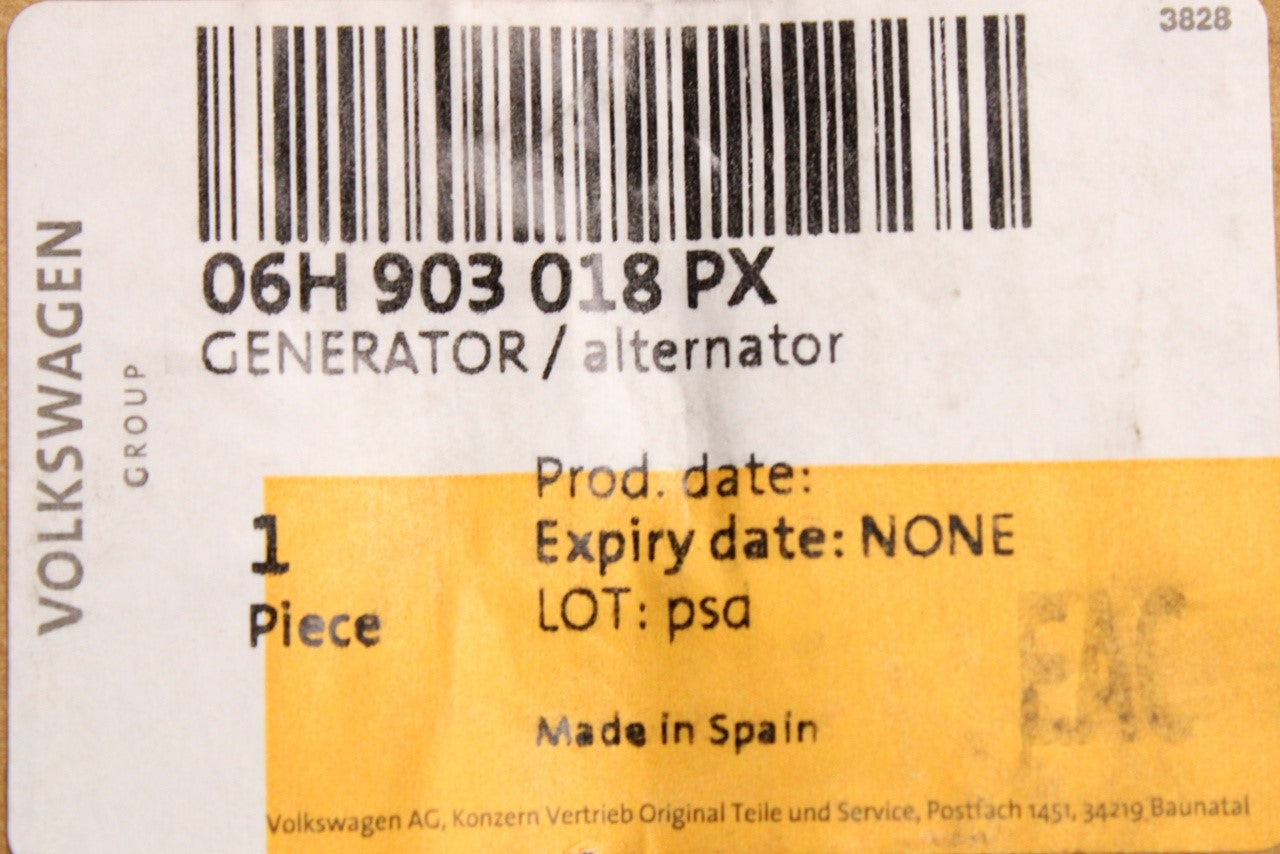 3828
06H 903 018 PX
GENERATOR / alternator
VOLKSWAGEN
GROUP
Prod. date:
1
Expiry date: NONE
Piece
LOT: psa
EAC
Made in Spain
Volkswagen AG, Konzern Vertrieb Original Teile und Service, Postfach 1451, 34219 Baunatal